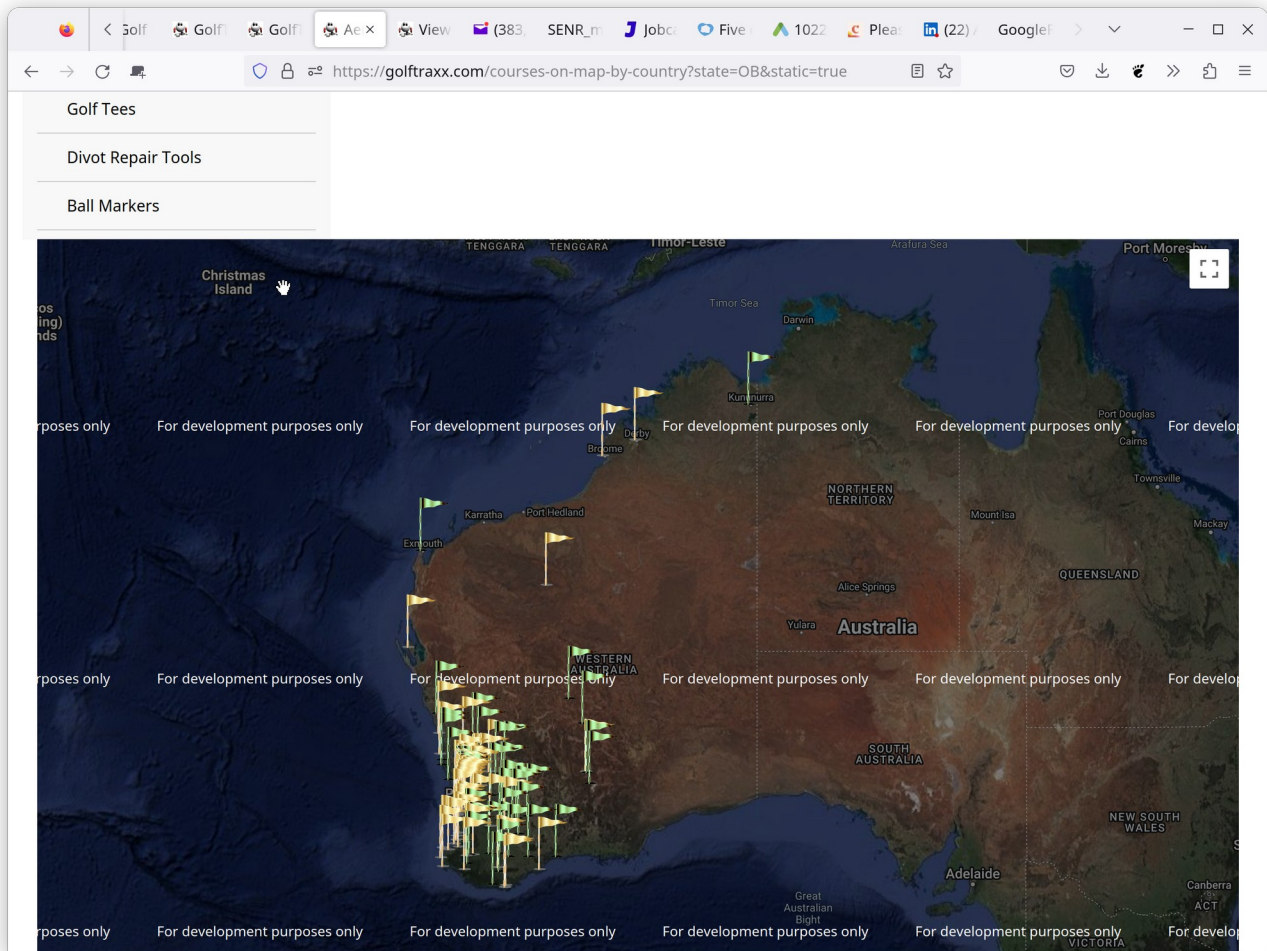 Golf
Golf
Golf
Ae
View
(383,
SENR_m
Jobca
Five
1022
Pleas
(22)
GoogleF
https://golftraxx.com/courses-on-map-by-country?state=OB&static=true
Golf Tees
Divot Repair Tools
Ball Markers
TENGGARA
TENGGARA
Timor-Leste
Arafura Sea
Port Moresby
Christmas
Island
os
ing)
nds
Timor Sea
Darwin
Kununurra
Port Douglas
Cairns
rposes only For development purposes only For development purposes only For development purposes only For development purposes only For develop
Derby
Broome
Townsville
NORTHERN
TERRITORY
Karratha
Port Hedland
Mount Isa
Mackay
Exmouth
QUEENSLAND
Alice Springs
Yulara
Australia
WESTERN
AUSTRALIA
rposes only For development purposes only For development purposes only For development purposes only For development purposes only For develop
SOUTH
AUSTRALIA
P
NEW SOUTH
WALES
S
Adelaide
Canberra
ACT
Great
Australian
Bight
rposes only For development purposes only For development purposes only For development purposes only For development purposes only For develop
VICTORIA